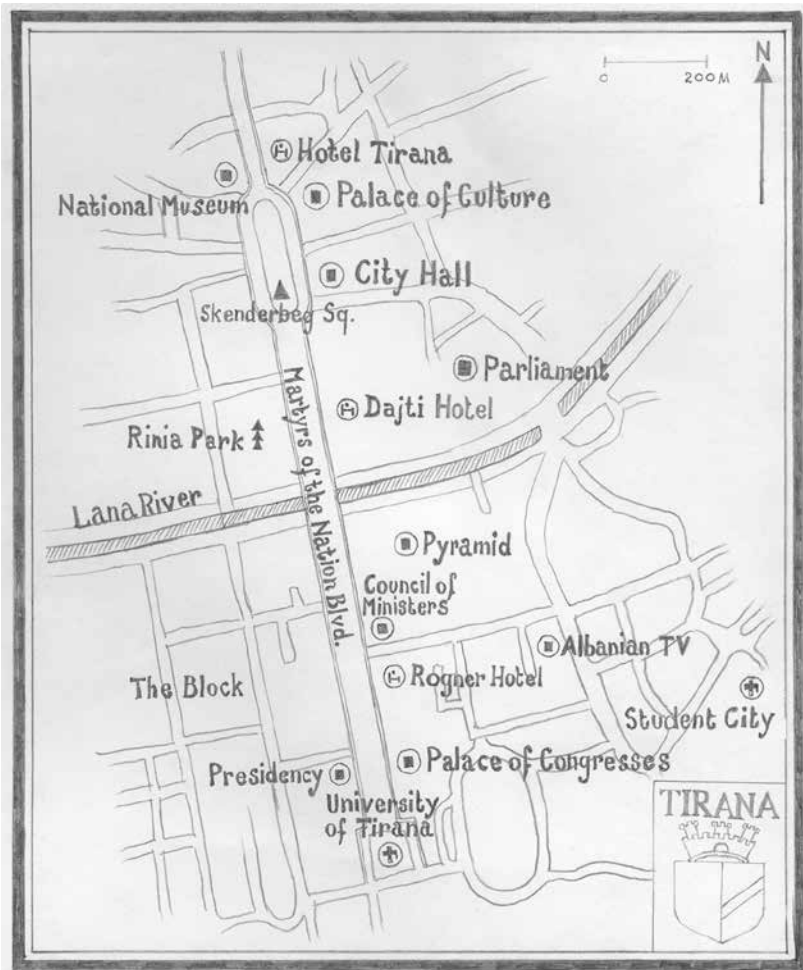 N
0 200 M
Hotel Tirana
National Museum
Palace of Culture
City Hall
Skenderbeg Sq.
Parliament
Martyrs of the Nation Blvd.
Dajti Hotel
Rinia Park
Lana River
Pyramid
Council of
Ministers
Albanian TV
The Block
Rogner Hotel
Student City
Palace of Congresses
Presidency
University
of Tirana
TIRANA